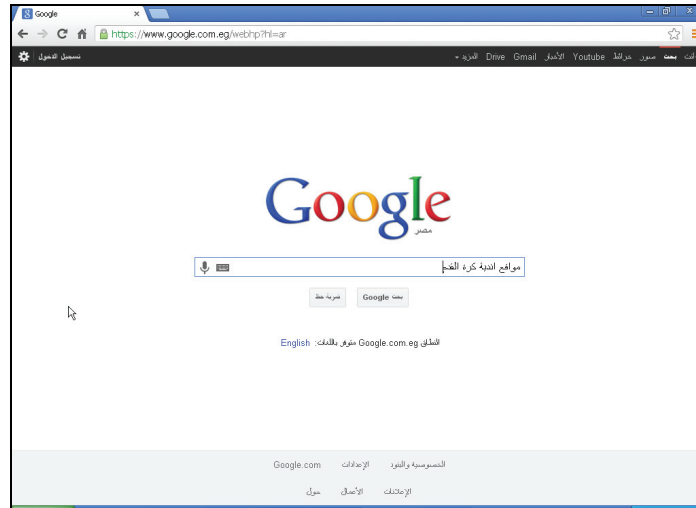 Google
https://www.google.com.eg/webhp?hl=ar
بحث صور خرائط Youtube الأخبار Gmail Drive المزيد
تسجيل الدخول
Google
مصر
مواقع اندية كرة القدم
بحث Google ضربة حظ
النطاق Google.com.eg متوفر باللغات: English
الخصوصية والبنود الإعدادات Google.com
الإعلانات الأعمال حول